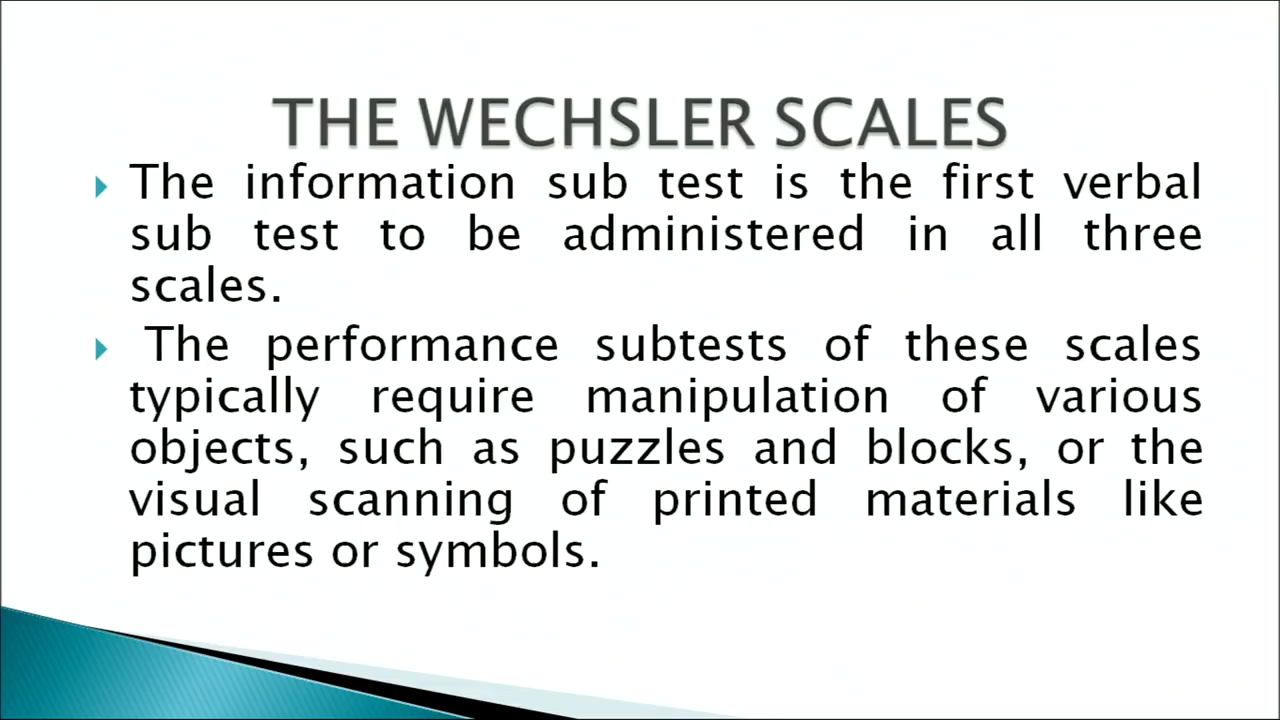 THE WECHSLER SCALES
The information sub test is the first verbal
sub test to be administered in all three
scales.
The performance subtests of these scales
typically require manipulation of various
objects, such as puzzles and blocks, or the
visual scanning of printed materials like
pictures or symbols.